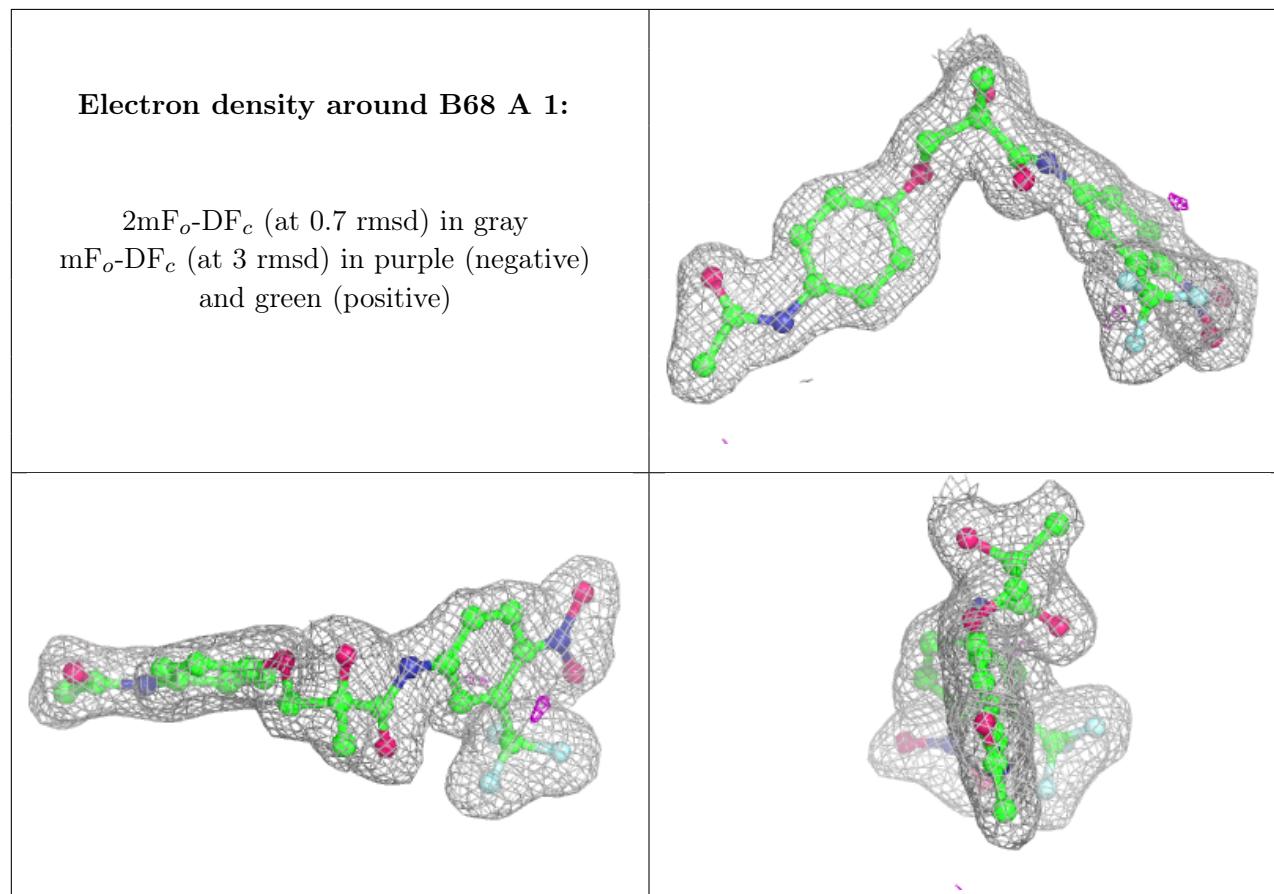 Electron density around B68 A 1:
2mFo-DFc (at 0.7 rmsd) in gray
mFo-DFc (at 3 rmsd) in purple (negative)
and green (positive)